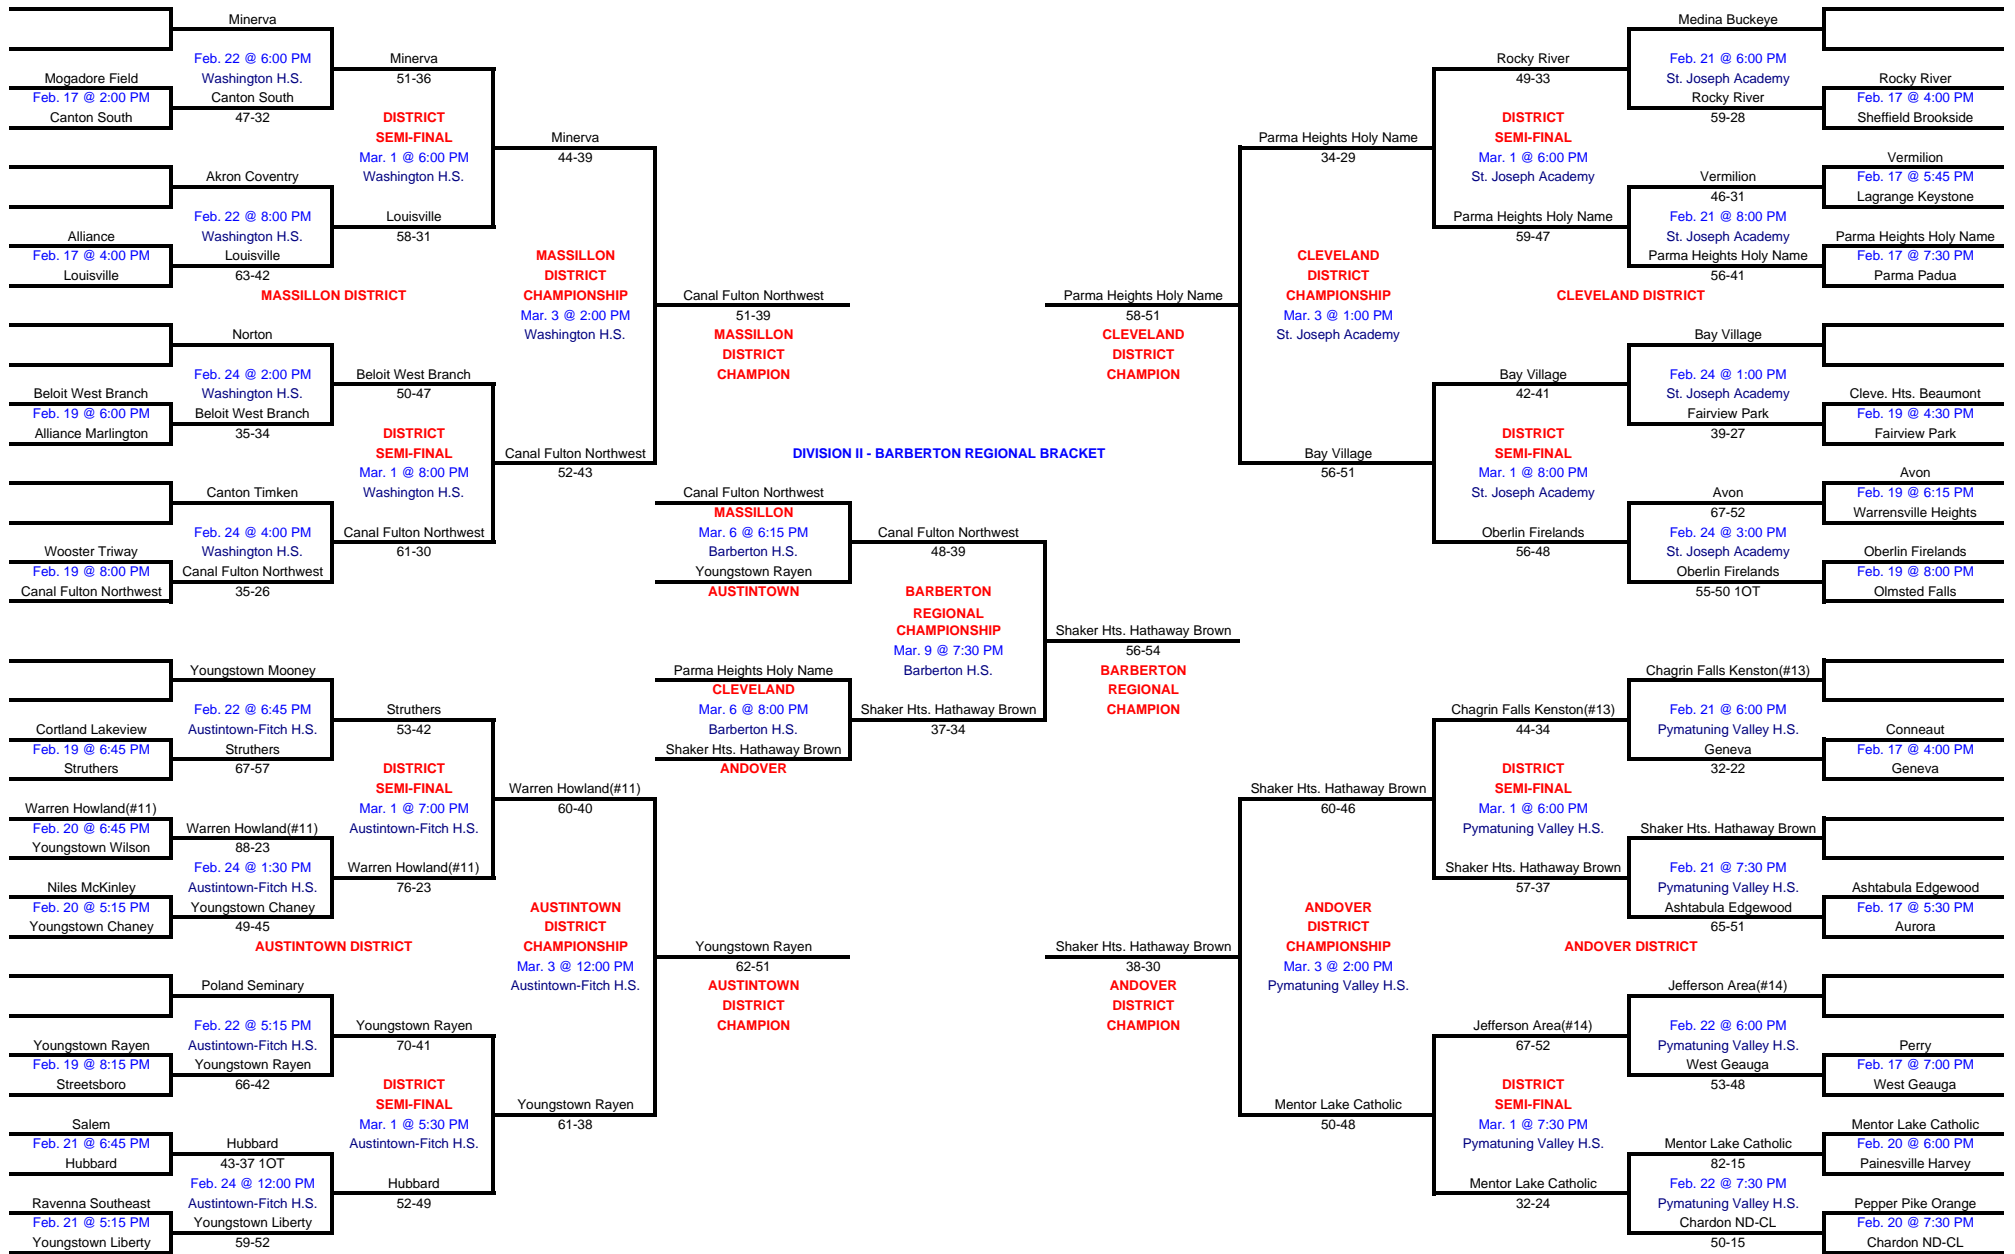 Minerva
Feb. 22 @ 6:00 PM
Minerva
Mogadore Field
Washington H.S.
51-36
Feb. 17 @ 2:00 PM
Canton South
Canton South
47-32
DISTRICT
SEMI-FINAL
Minerva
Mar. 1 @ 6:00 PM
44-39
Akron Coventry
Washington H.S.
Feb. 22 @ 8:00 PM
Louisville
Alliance
Washington H.S.
58-31
Feb. 17 @ 4:00 PM
Louisville
MASSILLON
Louisville
63-42
DISTRICT
MASSILLON DISTRICT
CHAMPIONSHIP
Canal Fulton Northwest
Mar. 3 @ 2:00 PM
51-39
Norton
Washington H.S.
MASSILLON
DISTRICT
CHAMPION
Feb. 24 @ 2:00 PM
Beloit West Branch
Beloit West Branch
Washington H.S.
50-47
Feb. 19 @ 6:00 PM
Beloit West Branch
Alliance Marlington
35-34
DISTRICT
SEMI-FINAL
Canal Fulton Northwest
Mar. 1 @ 8:00 PM
52-43
Canton Timken
Washington H.S.
Feb. 24 @ 4:00 PM
Canal Fulton Northwest
Wooster Triway
Washington H.S.
61-30
Feb. 19 @ 8:00 PM
Canal Fulton Northwest
Canal Fulton Northwest
35-26
Medina Buckeye
Rocky River
Feb. 21 @ 6:00 PM
49-33
St. Joseph Academy
Rocky River
Rocky River
Feb. 17 @ 4:00 PM
DISTRICT
59-28
Sheffield Brookside
Parma Heights Holy Name
SEMI-FINAL
34-29
Mar. 1 @ 6:00 PM
Vermilion
St. Joseph Academy
Vermilion
Feb. 17 @ 5:45 PM
46-31
Lagrange Keystone
Parma Heights Holy Name
Feb. 21 @ 8:00 PM
59-47
St. Joseph Academy
Parma Heights Holy Name
CLEVELAND
Parma Heights Holy Name
Feb. 17 @ 7:30 PM
DISTRICT
56-41
Parma Padua
Parma Heights Holy Name
CHAMPIONSHIP
CLEVELAND DISTRICT
58-51
Mar. 3 @ 1:00 PM
CLEVELAND
St. Joseph Academy
Bay Village
DISTRICT
CHAMPION
Bay Village
Feb. 24 @ 1:00 PM
42-41
St. Joseph Academy
Cleve. Hts. Beaumont
Fairview Park
Feb. 19 @ 4:30 PM
DISTRICT
39-27
Fairview Park
Bay Village
SEMI-FINAL
56-51
Mar. 1 @ 8:00 PM
Avon
St. Joseph Academy
Avon
Feb. 19 @ 6:15 PM
67-52
Warrensville Heights
Oberlin Firelands
Feb. 24 @ 3:00 PM
56-48
St. Joseph Academy
Oberlin Firelands
Oberlin Firelands
Feb. 19 @ 8:00 PM
55-50 1OT
Olmsted Falls
DIVISION II - BARBERTON REGIONAL BRACKET
Canal Fulton Northwest
MASSILLON
Mar. 6 @ 6:15 PM
Canal Fulton Northwest
Barberton H.S.
48-39
Youngstown Rayen
AUSTINTOWN
BARBERTON
REGIONAL
CHAMPIONSHIP
Shaker Hts. Hathaway Brown
Mar. 9 @ 7:30 PM
56-54
Parma Heights Holy Name
Barberton H.S.
BARBERTON
CLEVELAND
REGIONAL
Mar. 6 @ 8:00 PM
Shaker Hts. Hathaway Brown
CHAMPION
Barberton H.S.
37-34
Shaker Hts. Hathaway Brown
ANDOVER
Youngstown Mooney
Feb. 22 @ 6:45 PM
Struthers
Cortland Lakeview
Austintown-Fitch H.S.
53-42
Feb. 19 @ 6:45 PM
Struthers
Struthers
67-57
DISTRICT
SEMI-FINAL
Warren Howland(#11)
Warren Howland(#11)
Mar. 1 @ 7:00 PM
60-40
Feb. 20 @ 6:45 PM
Warren Howland(#11)
Austintown-Fitch H.S.
Youngstown Wilson
88-23
Feb. 24 @ 1:30 PM
Warren Howland(#11)
Niles McKinley
Austintown-Fitch H.S.
76-23
Feb. 20 @ 5:15 PM
Youngstown Chaney
AUSTINTOWN
Youngstown Chaney
49-45
DISTRICT
AUSTINTOWN DISTRICT
CHAMPIONSHIP
Youngstown Rayen
Mar. 3 @ 12:00 PM
62-51
Poland Seminary
Austintown-Fitch H.S.
AUSTINTOWN
DISTRICT
CHAMPION
Feb. 22 @ 5:15 PM
Youngstown Rayen
Youngstown Rayen
Austintown-Fitch H.S.
70-41
Feb. 19 @ 8:15 PM
Youngstown Rayen
Streetsboro
66-42
DISTRICT
SEMI-FINAL
Youngstown Rayen
Salem
Mar. 1 @ 5:30 PM
61-38
Feb. 21 @ 6:45 PM
Hubbard
Austintown-Fitch H.S.
Hubbard
43-37 1OT
Feb. 24 @ 12:00 PM
Hubbard
Ravenna Southeast
Austintown-Fitch H.S.
52-49
Feb. 21 @ 5:15 PM
Youngstown Liberty
Youngstown Liberty
59-52
Chagrin Falls Kenston(#13)
Chagrin Falls Kenston(#13)
Feb. 21 @ 6:00 PM
44-34
Pymatuning Valley H.S.
Conneaut
Geneva
Feb. 17 @ 4:00 PM
DISTRICT
32-22
Geneva
Shaker Hts. Hathaway Brown
SEMI-FINAL
60-46
Mar. 1 @ 6:00 PM
Pymatuning Valley H.S.
Shaker Hts. Hathaway Brown
Shaker Hts. Hathaway Brown
Feb. 21 @ 7:30 PM
57-37
Pymatuning Valley H.S.
Ashtabula Edgewood
ANDOVER
Ashtabula Edgewood
Feb. 17 @ 5:30 PM
DISTRICT
65-51
Aurora
Shaker Hts. Hathaway Brown
CHAMPIONSHIP
ANDOVER DISTRICT
38-30
Mar. 3 @ 2:00 PM
ANDOVER
Pymatuning Valley H.S.
Jefferson Area(#14)
DISTRICT
CHAMPION
Jefferson Area(#14)
Feb. 22 @ 6:00 PM
67-52
Pymatuning Valley H.S.
Perry
West Geauga
Feb. 17 @ 7:00 PM
DISTRICT
53-48
West Geauga
Mentor Lake Catholic
SEMI-FINAL
50-48
Mar. 1 @ 7:30 PM
Mentor Lake Catholic
Pymatuning Valley H.S.
Mentor Lake Catholic
Feb. 20 @ 6:00 PM
82-15
Painesville Harvey
Mentor Lake Catholic
Feb. 22 @ 7:30 PM
32-24
Pymatuning Valley H.S.
Pepper Pike Orange
Chardon ND-CL
Feb. 20 @ 7:30 PM
50-15
Chardon ND-CL